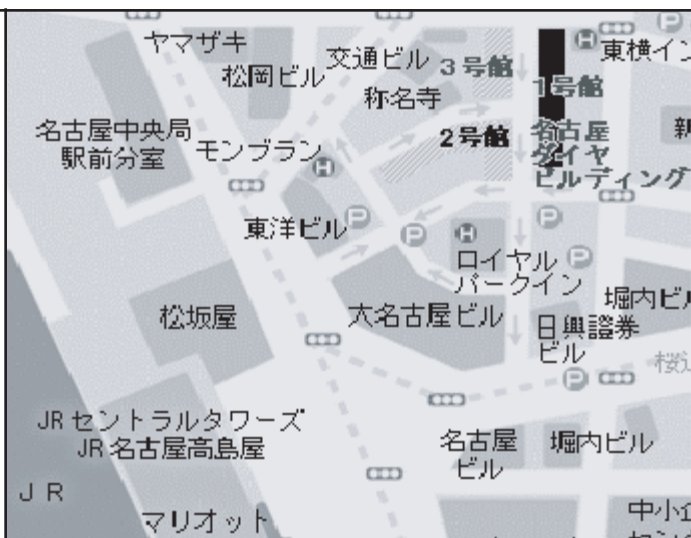 ヤマザキ
松岡ビル
交通ビル
3号館
称名寺
東横イン
1号館
2号館
名古屋
ダイヤ
ビルディング
名古屋中央局
駅前分室
モンブラン
H
H
P
東洋ビル
P
P
H
P
ロイヤル
パークイン
P
堀内ビル
松坂屋
大名古屋ビル
日興證券
ビル
P
JRセントラルタワーズ
JR名古屋高島屋
名古屋
ビル
堀内ビル
JR
マリオット